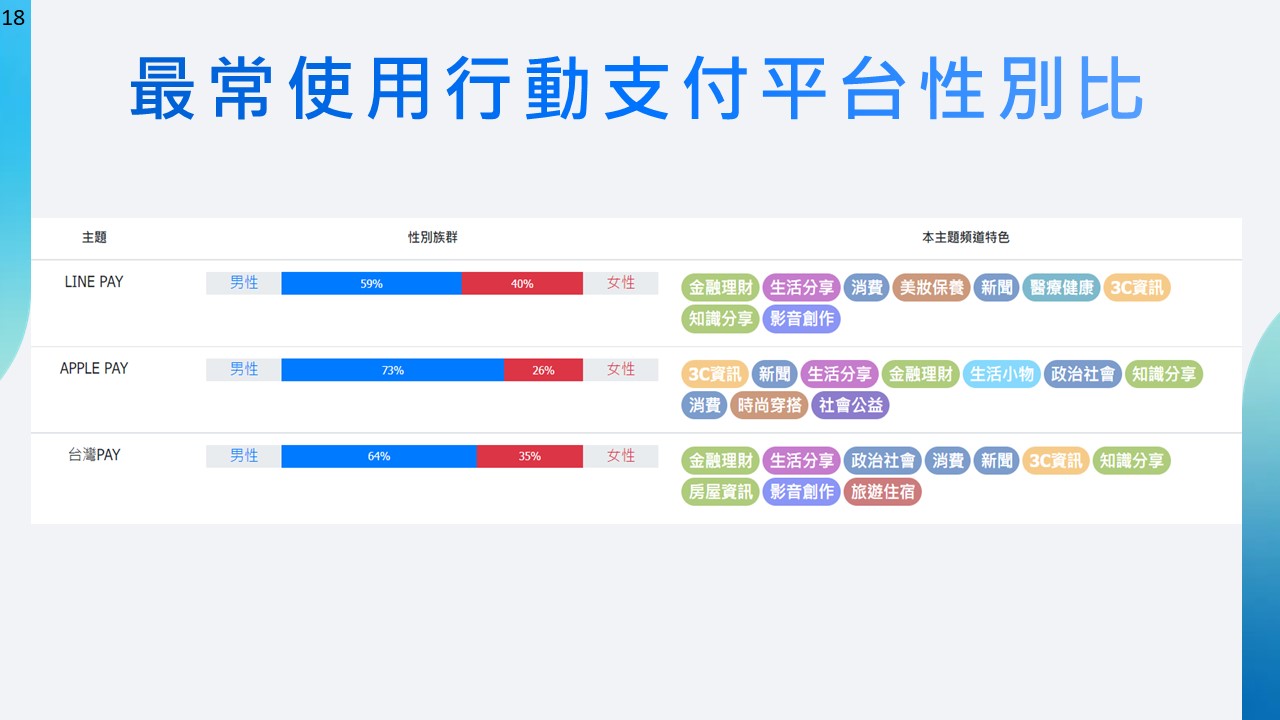 18
最常使用行動支付平台性別比
主題 性別族群 本主題頻道特色
LINE PAY 男性 59% 40% 女性 金融理財 生活分享 消費 美妝保養 新聞 醫療健康 3C資訊
知識分享 影音創作
APPLE PAY 男性 73% 26% 女性 3C資訊 新聞 生活分享 金融理財 生活小物 政治社會 知識分享
消費 時尚穿搭 社會公益
台灣PAY 男性 64% 35% 女性 金融理財 生活分享 政治社會 消費 新聞 3C資訊 知識分享
房屋資訊 影音創作 旅遊住宿